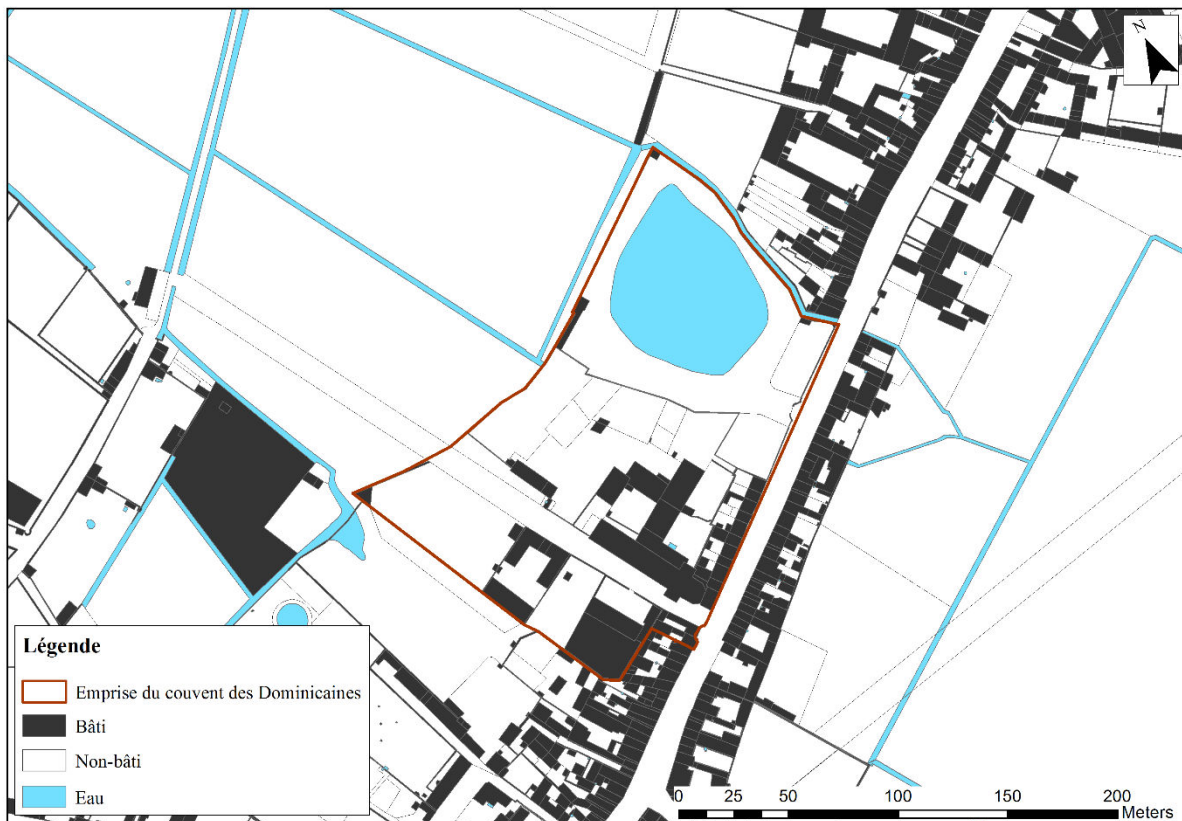 N
Légende
Emprise du couvent des Dominicaines
Bâti
Non-bâti
Eau
0 25 50 100 150 200
Meters